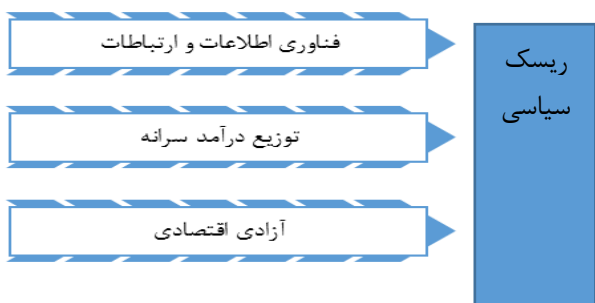 فناوری اطلاعات و ارتباطات
توزیع درآمد سرانه
آزادی اقتصادی
ریسک
سیاسی